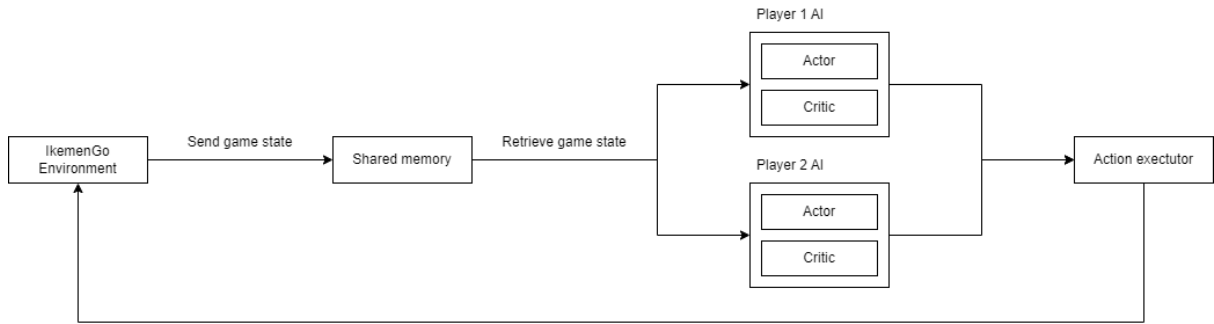 Player 1 AI
Actor
Critic
IkemenGo
Environment
Send game state
Shared memory
Retrieve game state
Player 2 AI
Actor
Critic
Action exectutor